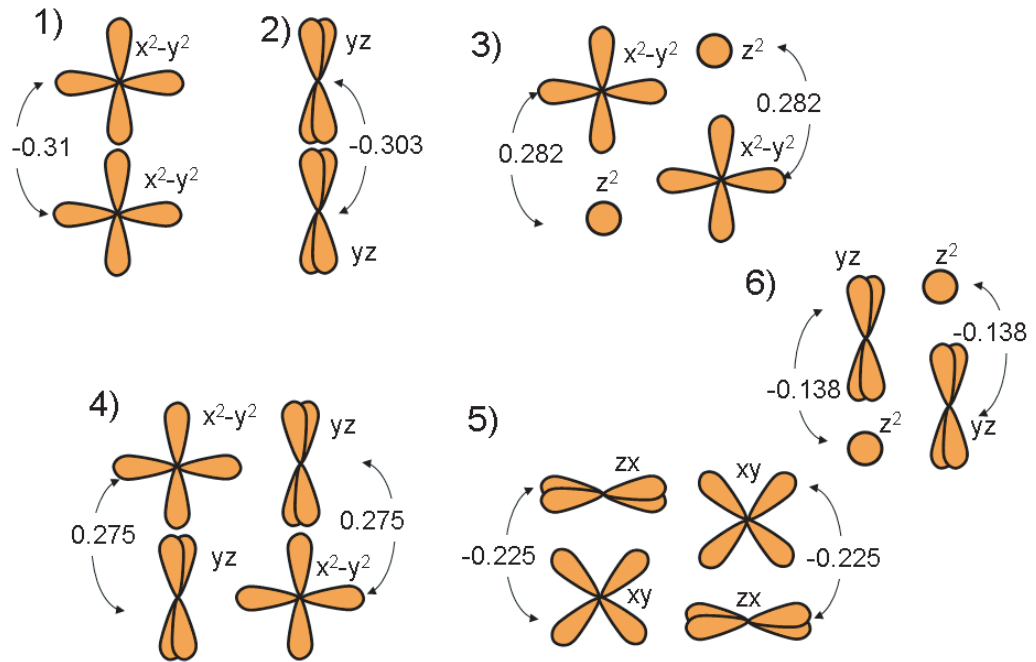 1)
x²-y²
-0.31
x²-y²
2)
yz
-0.303
yz
3)
x²-y²
z²
0.282
0.282
z²
x²-y²
4)
x²-y²
yz
0.275
0.275
yz
x²-y²
5)
zx
xy
-0.225
-0.225
xy
zx
6)
yz
z²
-0.138
-0.138
z²
yz